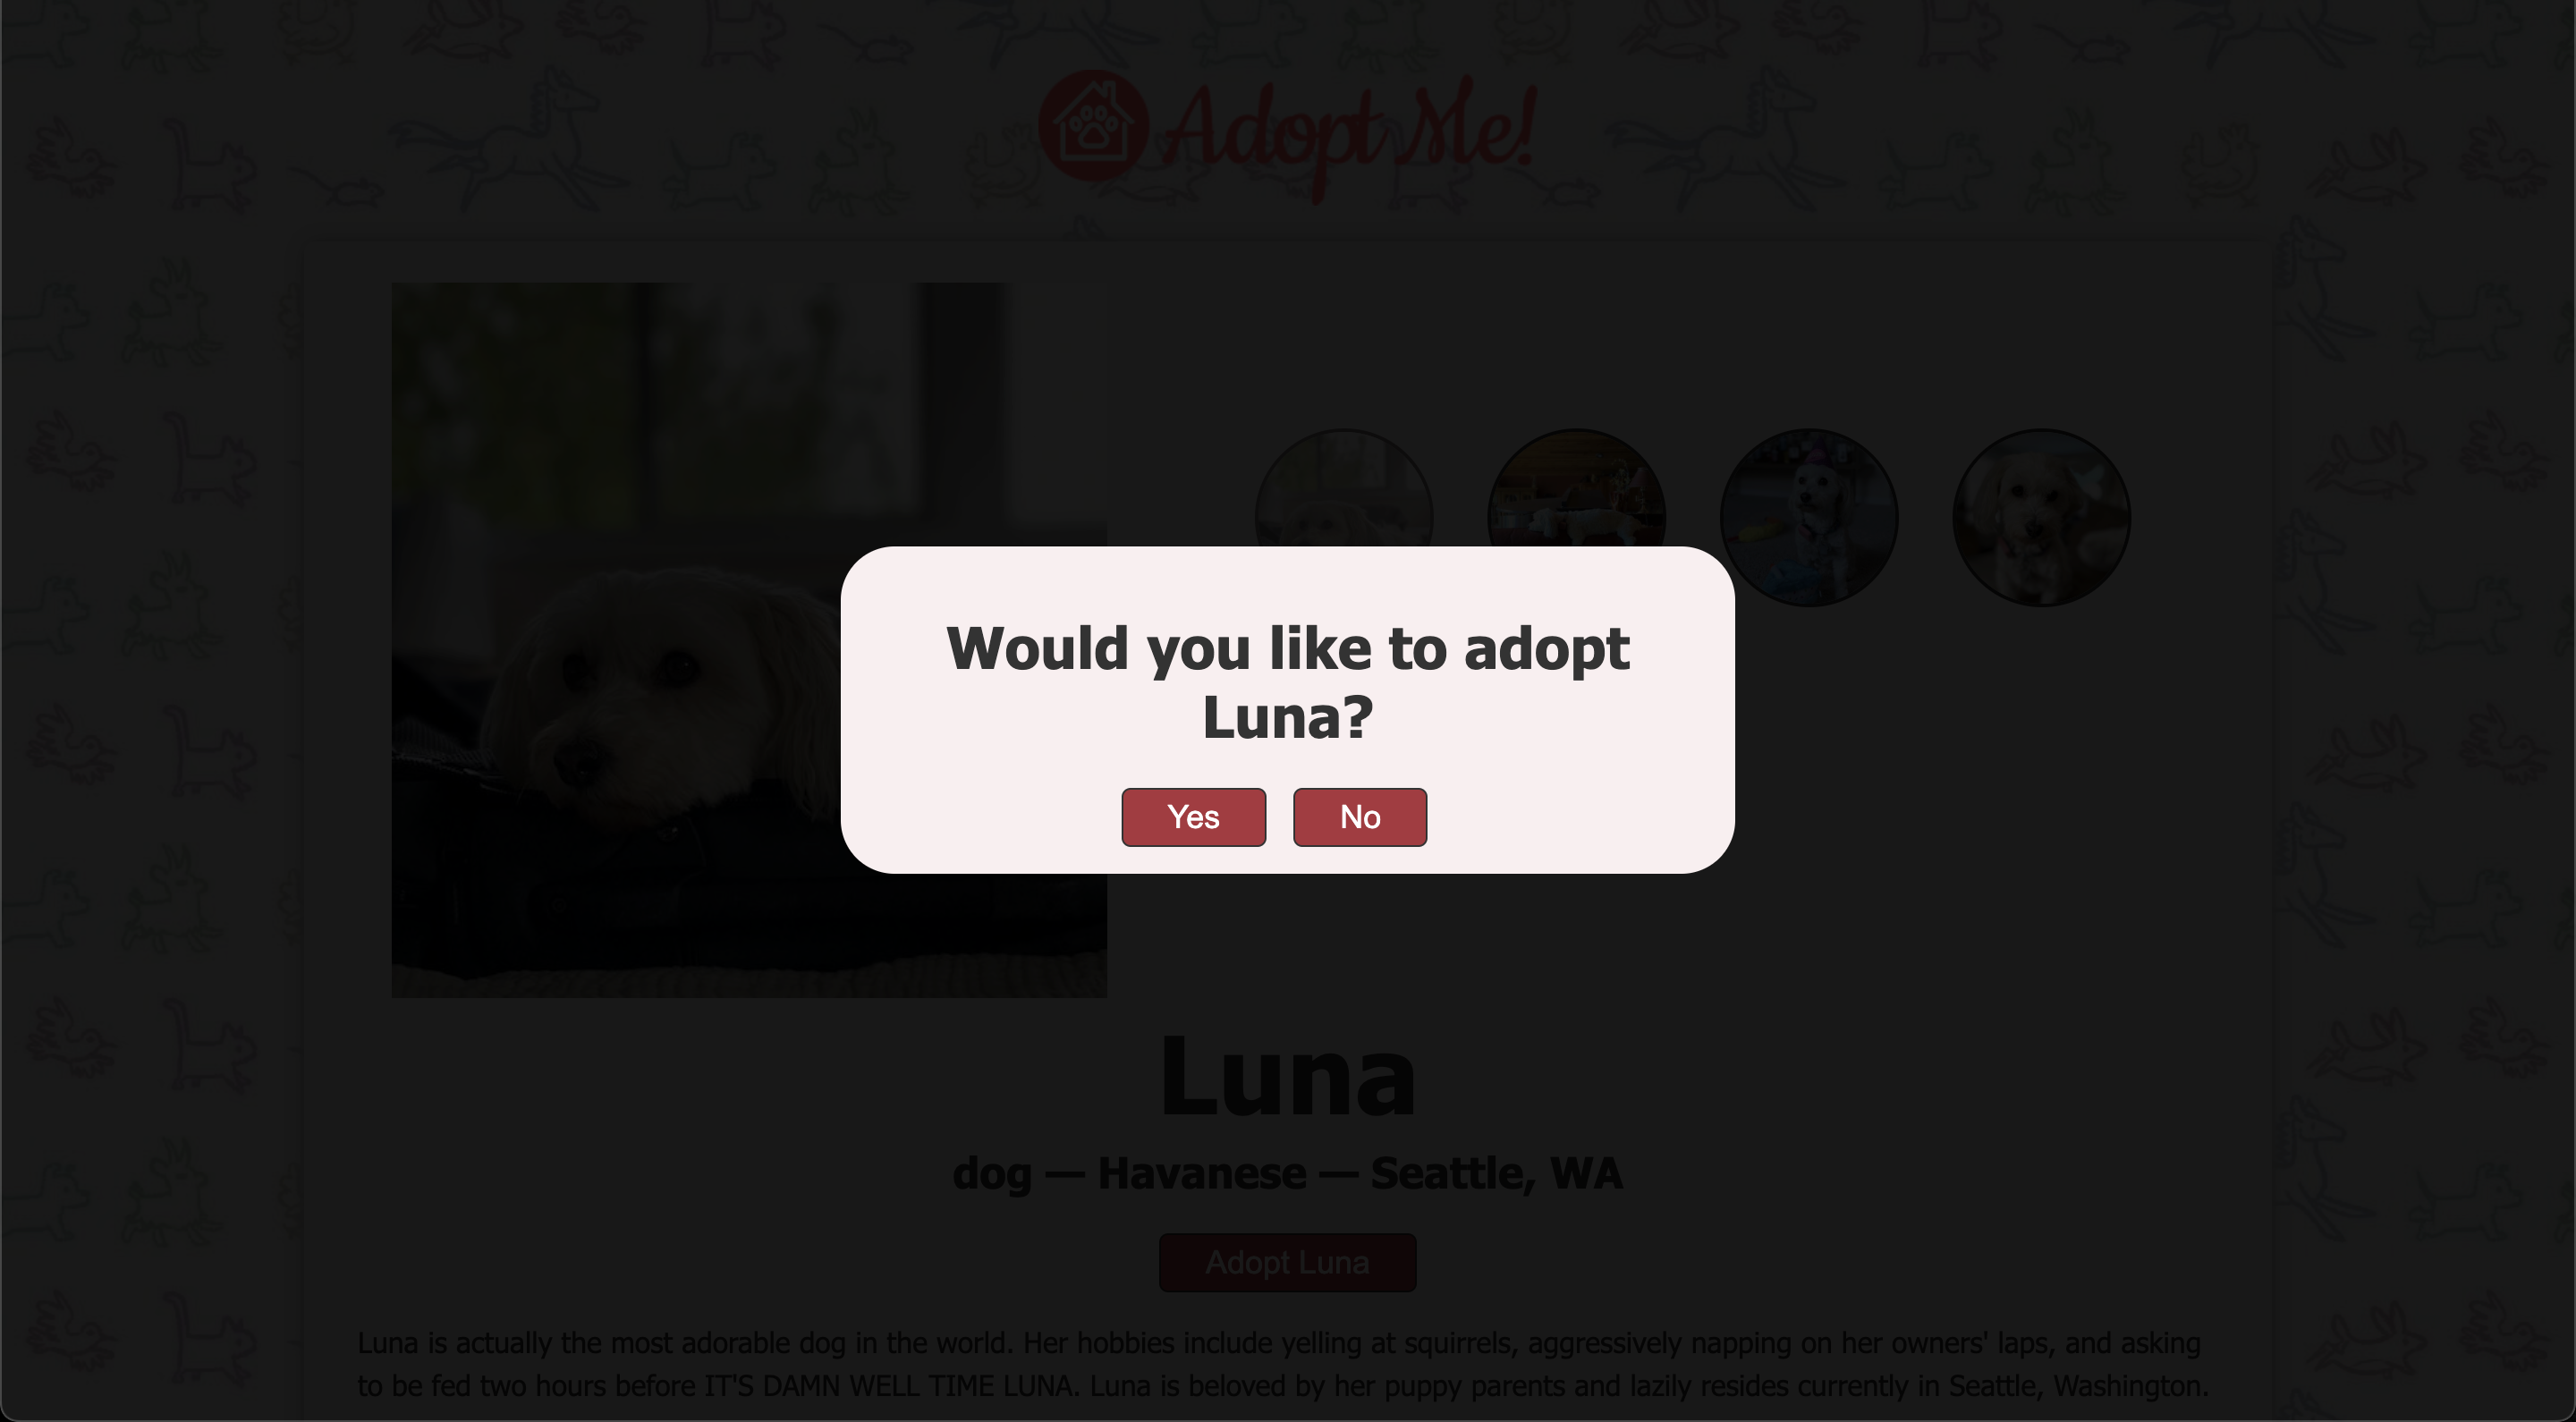 Adopt Me!
Would you like to adopt
Luna?
Yes No
Luna
dog — Havanese — Seattle, WA
Adopt Luna
Luna is actually the most adorable dog in the world. Her hobbies include yelling at squirrels, aggressively napping on her owners' laps, and asking
to be fed two hours before IT'S DAMN WELL TIME LUNA. Luna is beloved by her puppy parents and lazily resides currently in Seattle, Washington.